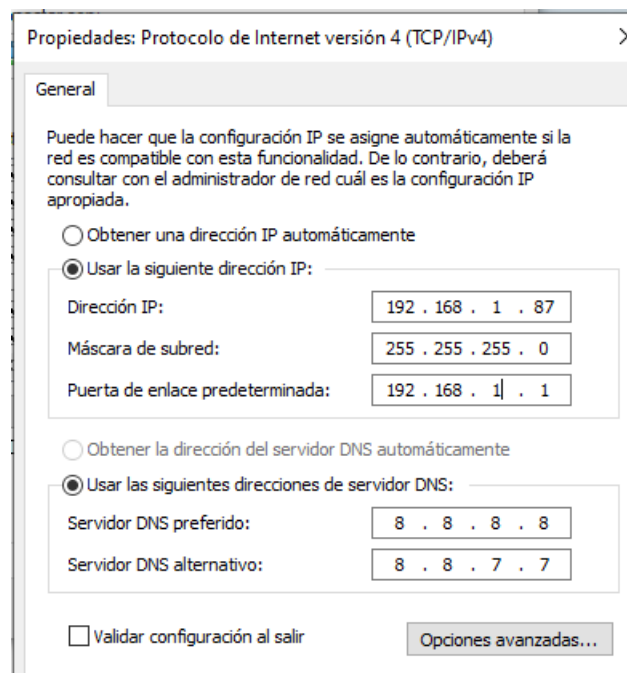 Propiedades: Protocolo de Internet versión 4 (TCP/IPv4)
General
Puede hacer que la configuración IP se asigne automáticamente si la
red es compatible con esta funcionalidad. De lo contrario, deberá
consultar con el administrador de red cuál es la configuración IP
apropiada.
Obtener una dirección IP automáticamente
Usar la siguiente dirección IP:
Dirección IP: 192 . 168 . 1 . 87
Máscara de subred: 255 . 255 . 255 . 0
Puerta de enlace predeterminada: 192 . 168 . 1 . 1
Obtener la dirección del servidor DNS automáticamente
Usar las siguientes direcciones de servidor DNS:
Servidor DNS preferido: 8 . 8 . 8 . 8
Servidor DNS alternativo: 8 . 8 . 7 . 7
Validar configuración al salir Opciones avanzadas...